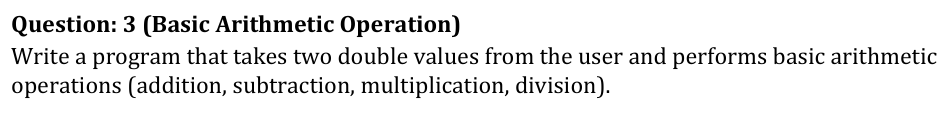 Question: 3 (Basic Arithmetic Operation)
Write a program that takes two double values from the user and performs basic arithmetic
operations (addition, subtraction, multiplication, division).